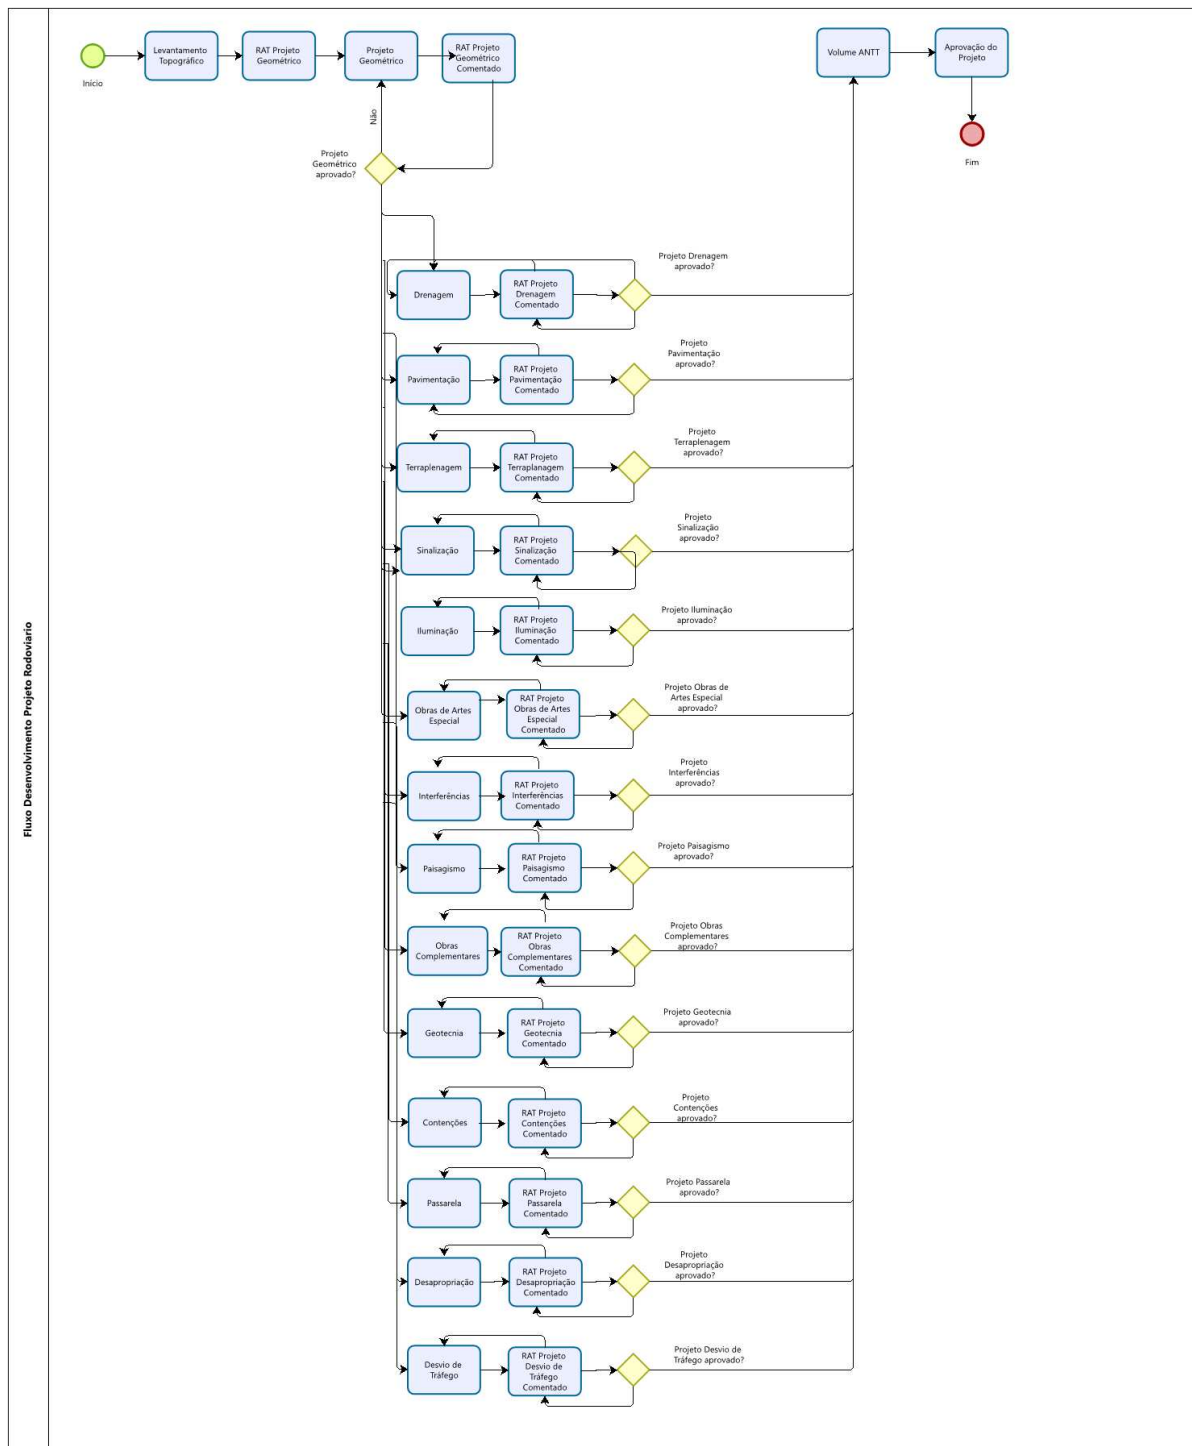 Fluxo Desenvolvimento Projeto Rodoviario
Início
Levantamento
Topográfico
RAT Projeto
Geométrico
Projeto
Geométrico
RAT Projeto
Geométrico
Comentado
Volume ANTT
Aprovação do
Projeto
Fim
Não
Projeto
Geométrico
aprovado?
Drenagem
RAT Projeto
Drenagem
Comentado
Projeto Drenagem
aprovado?
Pavimentação
RAT Projeto
Pavimentação
Comentado
Projeto
Pavimentação
aprovado?
Terraplenagem
RAT Projeto
Terraplanagem
Comentado
Projeto
Terraplenagem
aprovado?
Sinalização
RAT Projeto
Sinalização
Comentado
Projeto
Sinalização
aprovado?
Iluminação
RAT Projeto
Iluminação
Comentado
Projeto Iluminação
aprovado?
Obras de Artes
Especial
RAT Projeto
Obras de Artes
Especial
Comentado
Projeto Obras de
Artes Especial
aprovado?
Interferências
RAT Projeto
Interferências
Comentado
Projeto
Interferências
aprovado?
Paisagismo
RAT Projeto
Paisagismo
Comentado
Projeto Paisagismo
aprovado?
Obras
Complementares
RAT Projeto
Obras
Complementares
Comentado
Projeto Obras
Complementares
aprovado?
Geotecnia
RAT Projeto
Geotecnia
Comentado
Projeto Geotecnia
aprovado?
Contenções
RAT Projeto
Contenções
Comentado
Projeto
Contenções
aprovado?
Passarela
RAT Projeto
Passarela
Comentado
Projeto Passarela
aprovado?
Desapropriação
RAT Projeto
Desapropriação
Comentado
Projeto
Desapropriação
aprovado?
Desvio de
Tráfego
RAT Projeto
Desvio de
Tráfego
Comentado
Projeto Desvio de
Tráfego aprovado?